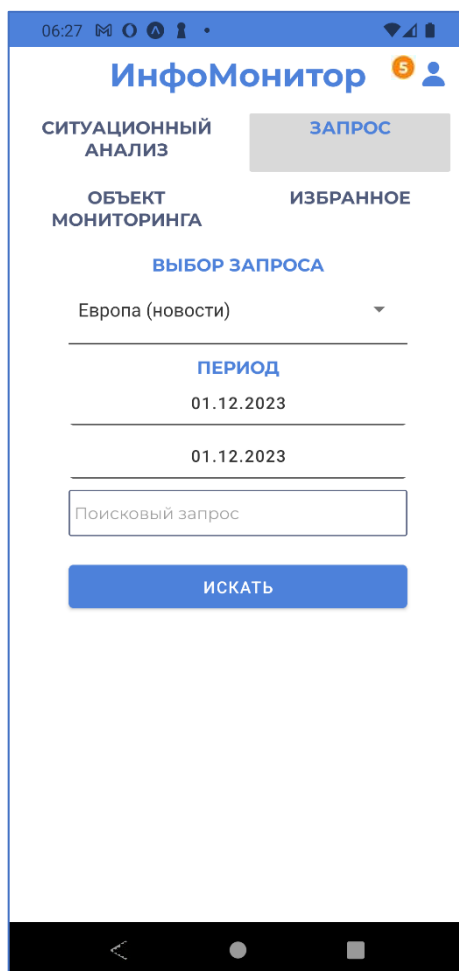 06:27
ИнфоМонитор
5
СИТУАЦИОННЫЙ
АНАЛИЗ
ЗАПРОС
ОБЪЕКТ
МОНИТОРИНГА
ИЗБРАННОЕ
ВЫБОР ЗАПРОСА
Европа (новости)
ПЕРИОД
01.12.2023
01.12.2023
Поисковый запрос
ИСКАТЬ